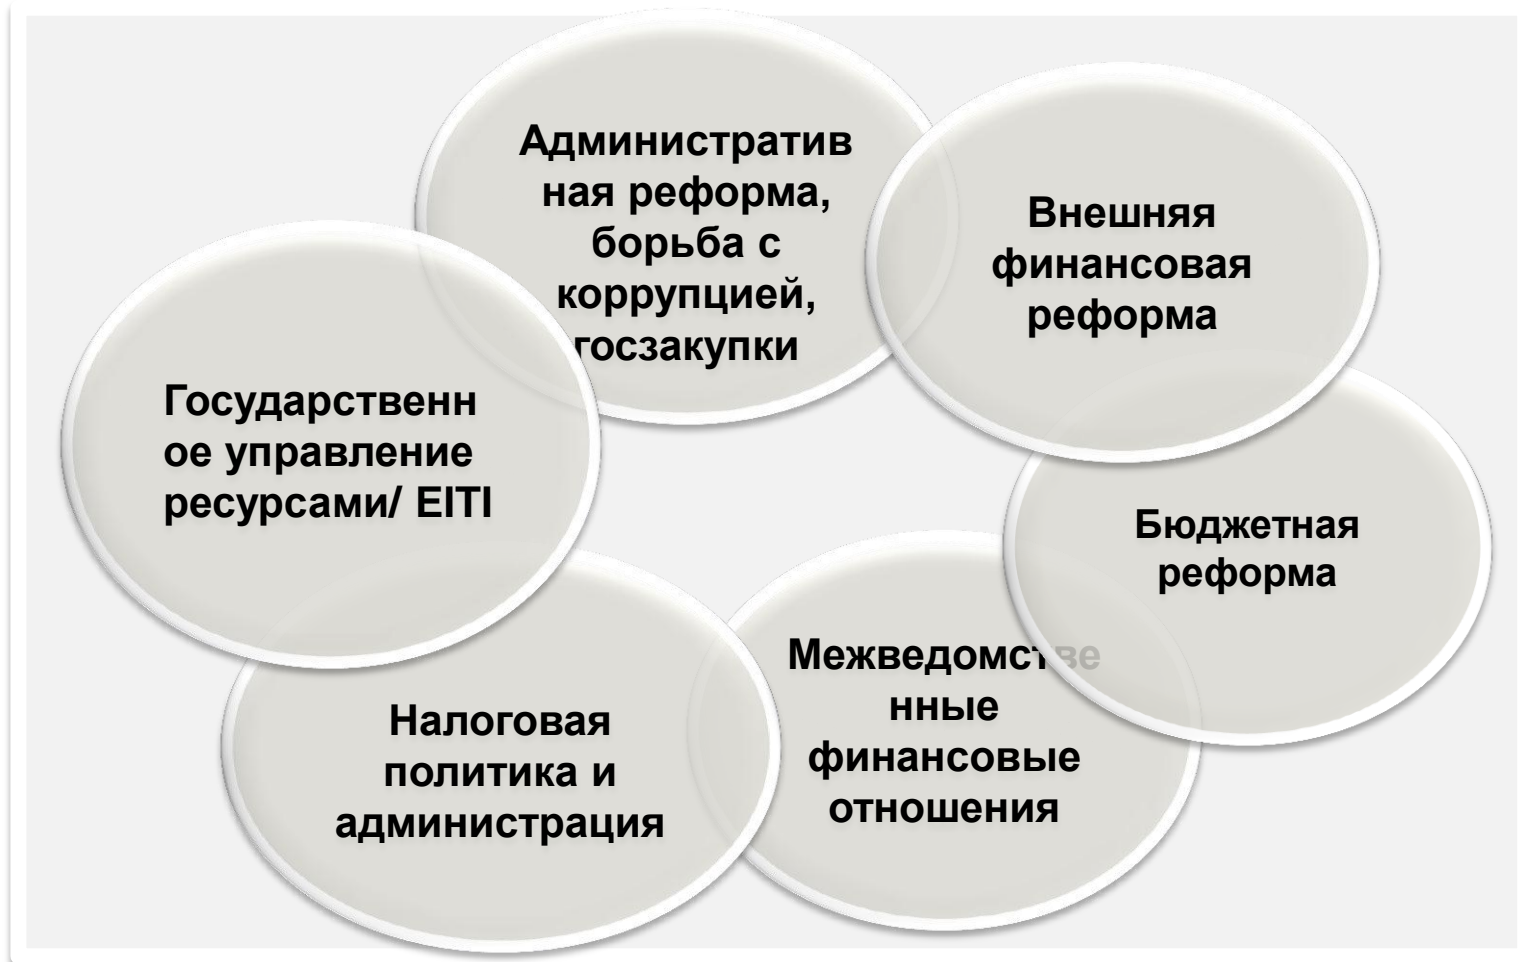 Административ
ная реформа,
борьба с
коррупцией,
госзакупки
Внешняя
финансовая
реформа
Государственн
ое управление
ресурсами/ EITI
Бюджетная
реформа
Межведомстве
нные
финансовые
отношения
Налоговая
политика и
администрация